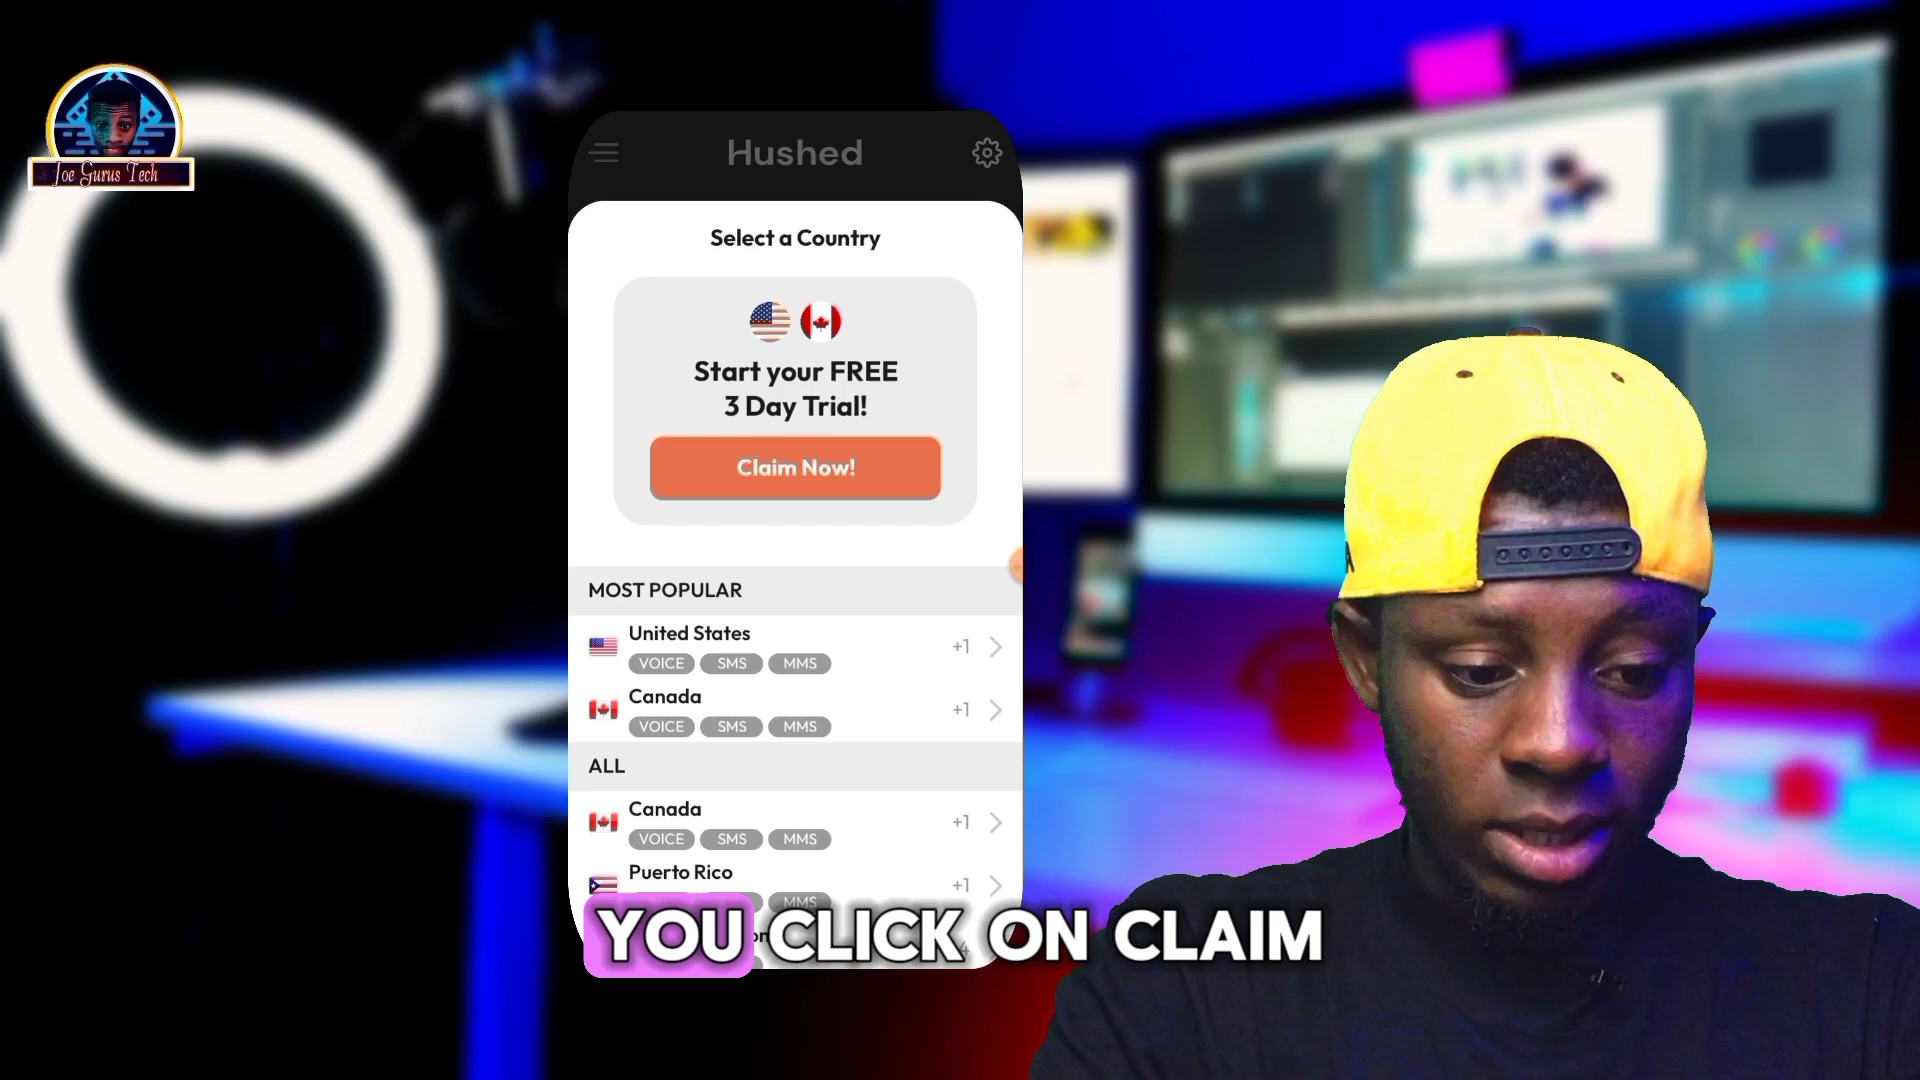 Joe Gurus Tech
Hushed
Select a Country
Start your FREE
3 Day Trial!
Claim Now!
MOST POPULAR
United States
+1
VOICE SMS MMS
Canada
+1
VOICE SMS MMS
ALL
Canada
+1
VOICE SMS MMS
Puerto Rico
+1
MMS
YOU CLICK ON CLAIM